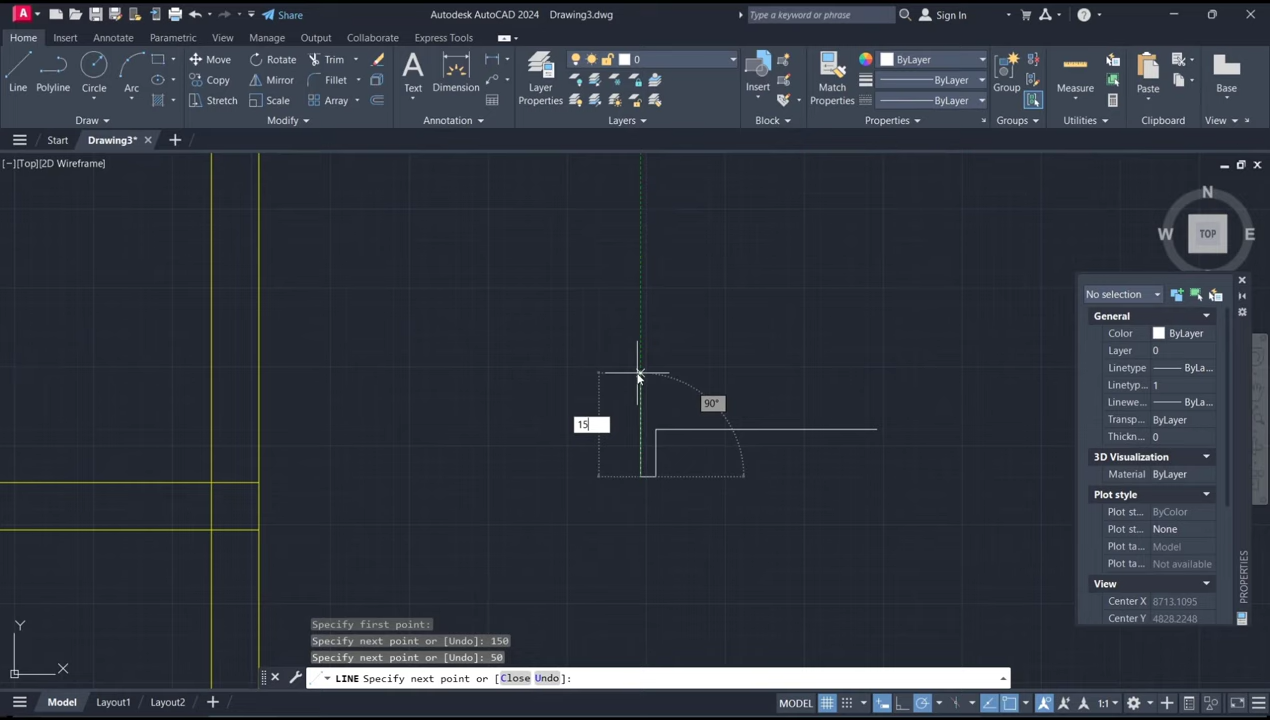 A CAD Share Autodesk AutoCAD 2024 Drawing3.dwg Type a keyword or phrase Sign In
Home Insert Annotate Parametric View Manage Output Collaborate Express Tools
Move Rotate Trim 0 ByLayer
Copy Mirror Fillet ByLayer
Line Polyline Circle Arc Text Dimension Layer Properties Insert Match Properties Group Measure Paste Base
Stretch Scale Array ByLayer
Draw Modify Annotation Layers Block Properties Groups Utilities Clipboard View
Start Drawing3*
[−][Top][2D Wireframe]
N
W TOP E
No selection
General
Color ByLayer
Layer 0
Linetype ByLa...
Linetyp... 1
Linewe... ByLa...
Transp... ByLayer
Thickn... 0
3D Visualization
Material ByLayer
Plot style
Plot st... ByColor
Plot st... None
Plot ta... Model
Plot ta... Not available
View
Center X 8713.1095
Center Y 4828.2248
PROPERTIES
90°
15
Y
X
Specify first point:
Specify next point or [Undo]: 150
Specify next point or [Undo]: 50
LINE Specify next point or [Close Undo]:
Model Layout1 Layout2 MODEL 1:1